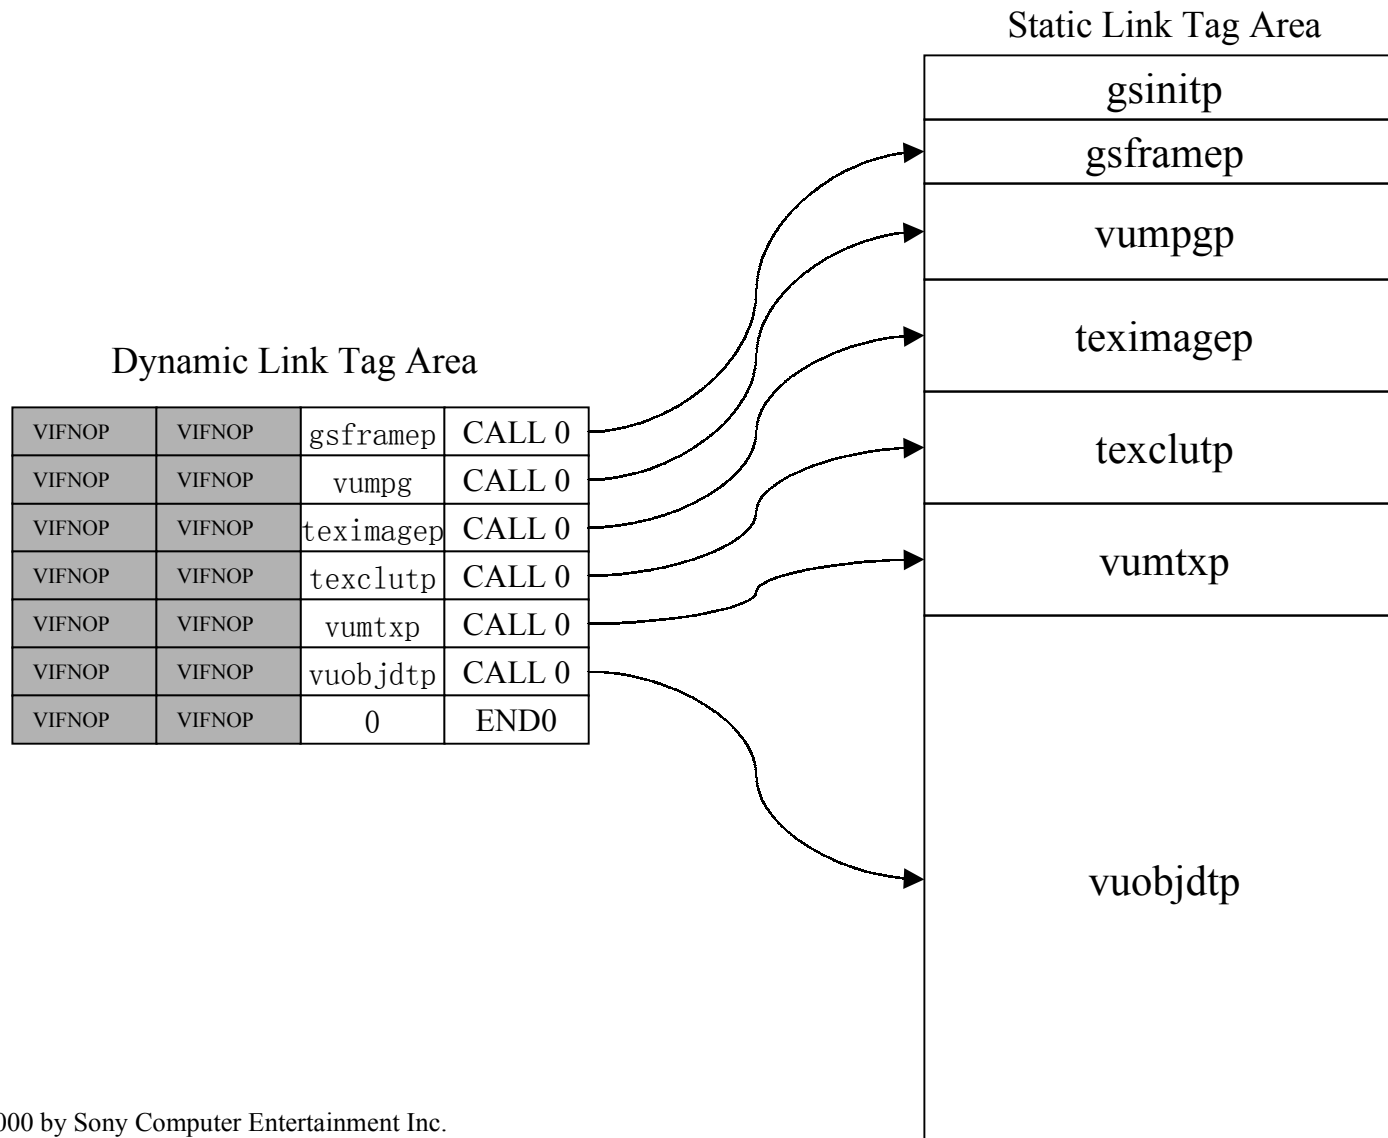 Static Link Tag Area
gsinitp
gsframep
vumpgp
teximagep
texclutp
vumtxp
vuobjdtp
Dynamic Link Tag Area
VIFNOP VIFNOP gsframep CALL 0
VIFNOP VIFNOP vumpg CALL 0
VIFNOP VIFNOP teximagep CALL 0
VIFNOP VIFNOP texclutp CALL 0
VIFNOP VIFNOP vumtxp CALL 0
VIFNOP VIFNOP vuobjdtp CALL 0
VIFNOP VIFNOP 0 END0
000 by Sony Computer Entertainment Inc.